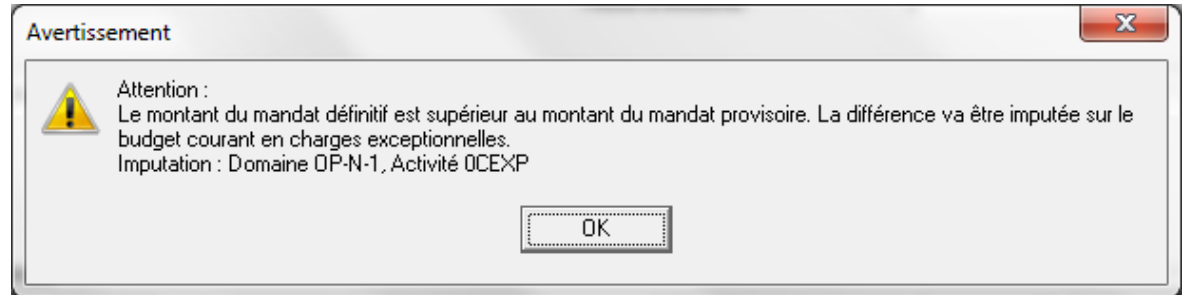 Avertissement
Attention :
Le montant du mandat définitif est supérieur au montant du mandat provisoire. La différence va être imputée sur le
budget courant en charges exceptionnelles.
Imputation : Domaine OP-N-1, Activité 0CEXP
OK